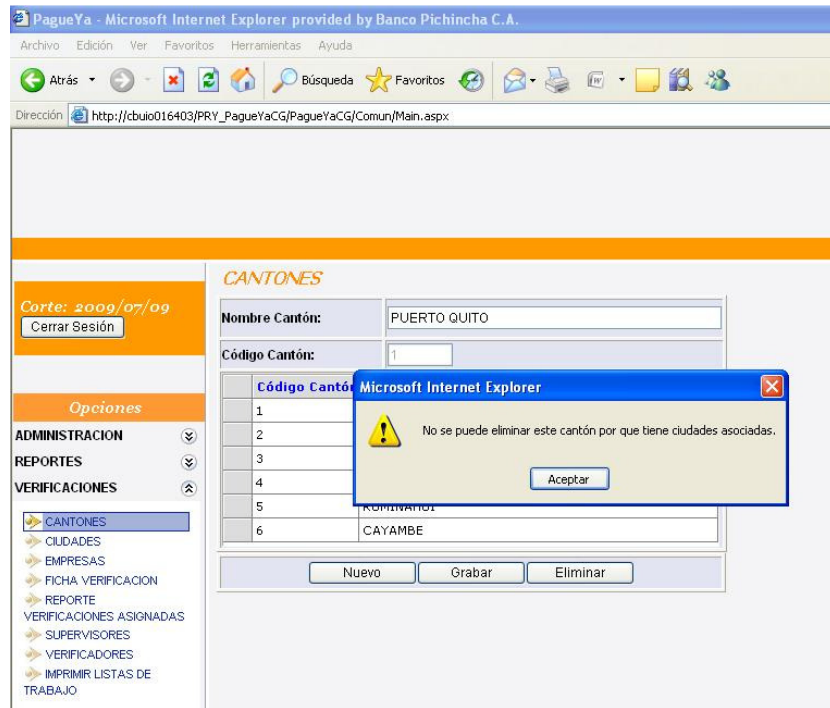 PagueYa - Microsoft Internet Explorer provided by Banco Pichincha C.A.
Archivo Edición Ver Favoritos Herramientas Ayuda
Atrás Búsqueda Favoritos
Dirección http://cbuio016403/PRY_PagueYaCG/PagueYaCG/Comun/Main.aspx
Corte: 2009/07/09
Cerrar Sesión
Opciones
ADMINISTRACION
REPORTES
VERIFICACIONES
CANTONES
CIUDADES
EMPRESAS
FICHA VERIFICACION
REPORTE
VERIFICACIONES ASIGNADAS
SUPERVISORES
VERIFICADORES
IMPRIMIR LISTAS DE
TRABAJO
CANTONES
Nombre Cantón: PUERTO QUITO
Código Cantón: 1
Código Cantón
1
2
3
4
5 RUMINAHUI
6 CAYAMBE
Nuevo Grabar Eliminar
Microsoft Internet Explorer
No se puede eliminar este cantón por que tiene ciudades asociadas.
Aceptar